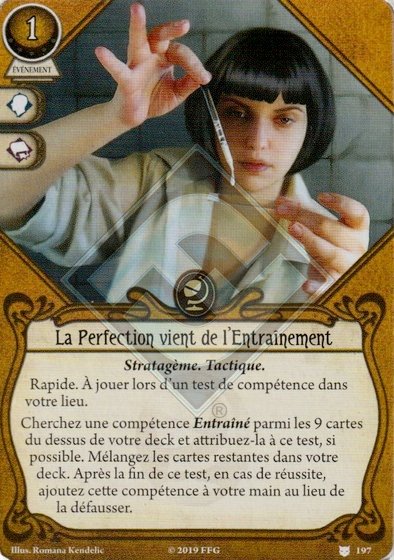 1
ÉVÉNEMENT
La Perfection vient de l'Entraînement
Stratagème. Tactique.
Rapide. À jouer lors d'un test de compétence dans
votre lieu.
Cherchez une compétence Entraîné parmi les 9 cartes
du dessus de votre deck et attribuez-la à ce test, si
possible. Mélangez les cartes restantes dans votre
deck. Après la fin de ce test, en cas de réussite,
ajoutez cette compétence à votre main au lieu de
la défausser.
®
Illus. Romana Kendelic © 2019 FFG 197